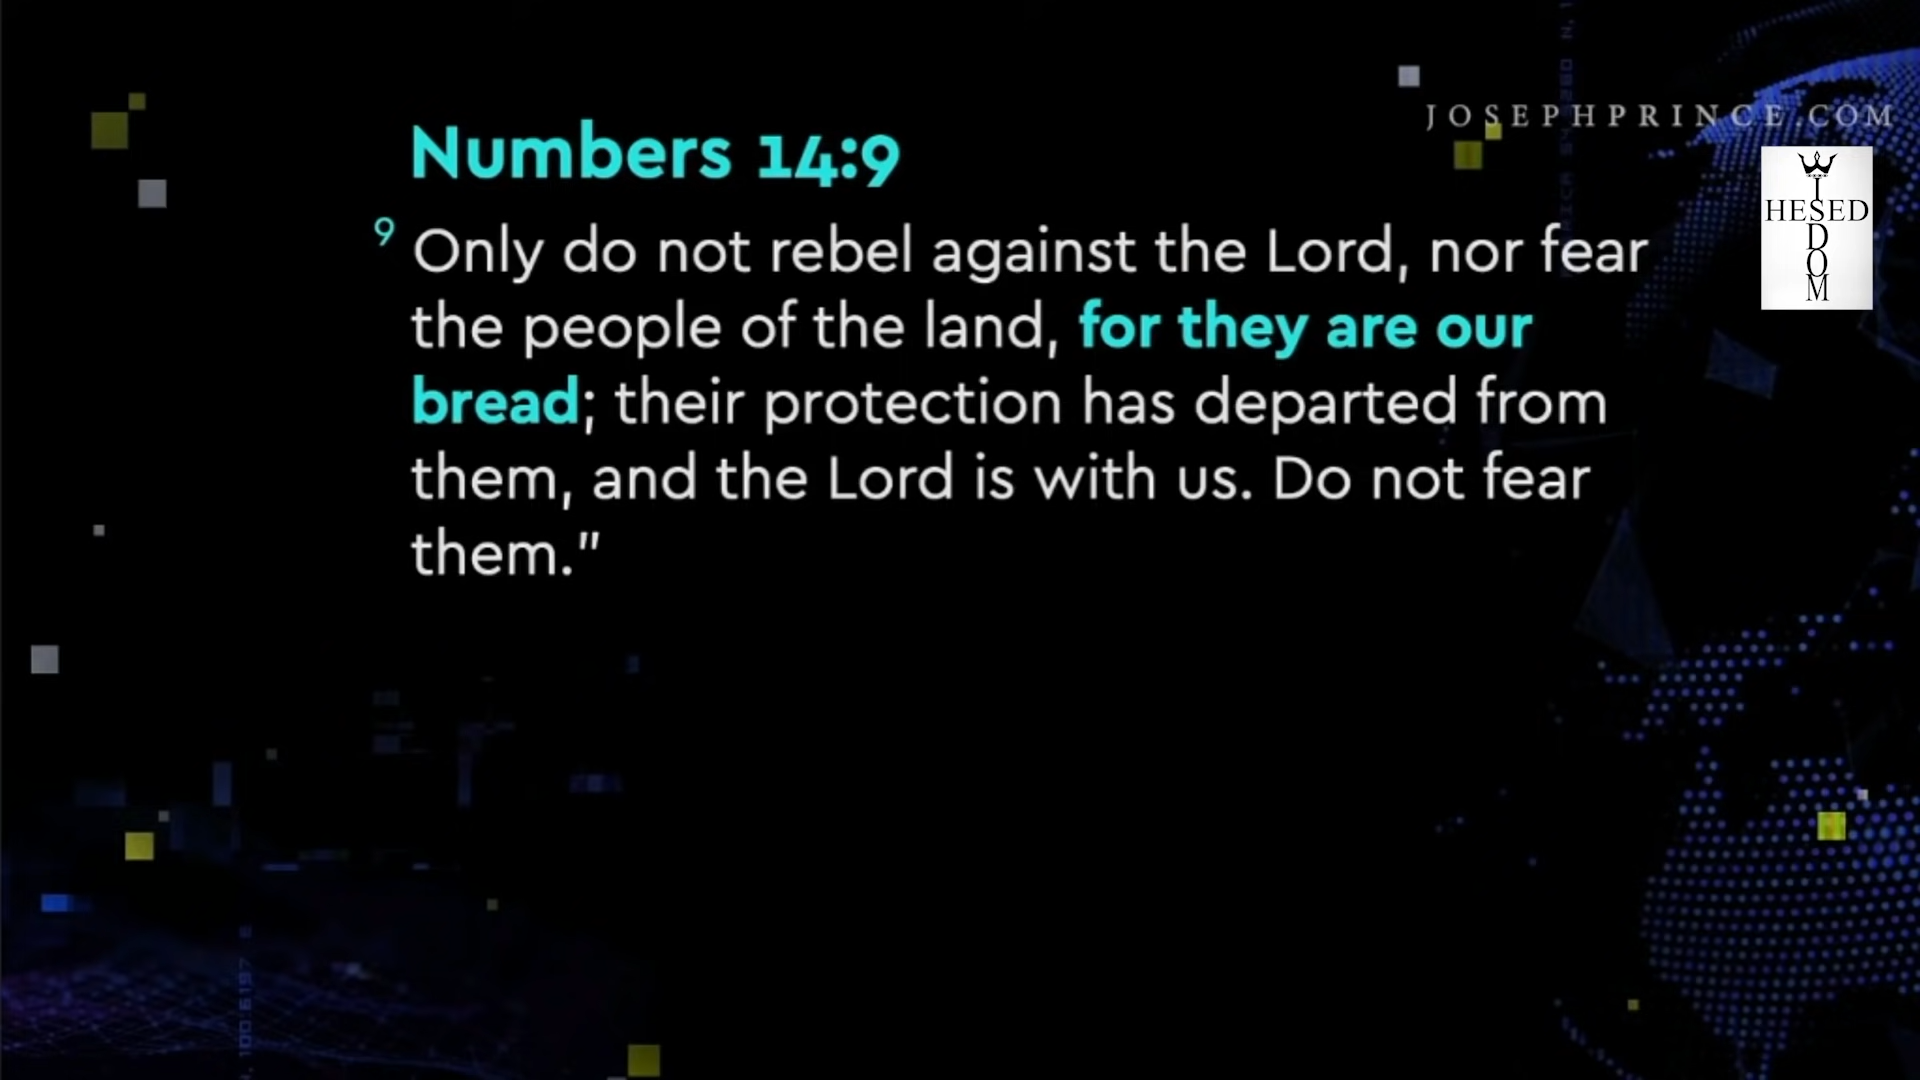 JOSEPHPRINCE.COM
Numbers 14:9
9 Only do not rebel against the Lord, nor fear
the people of the land, for they are our
bread; their protection has departed from
them, and the Lord is with us. Do not fear
them."
HESED
WISDOM